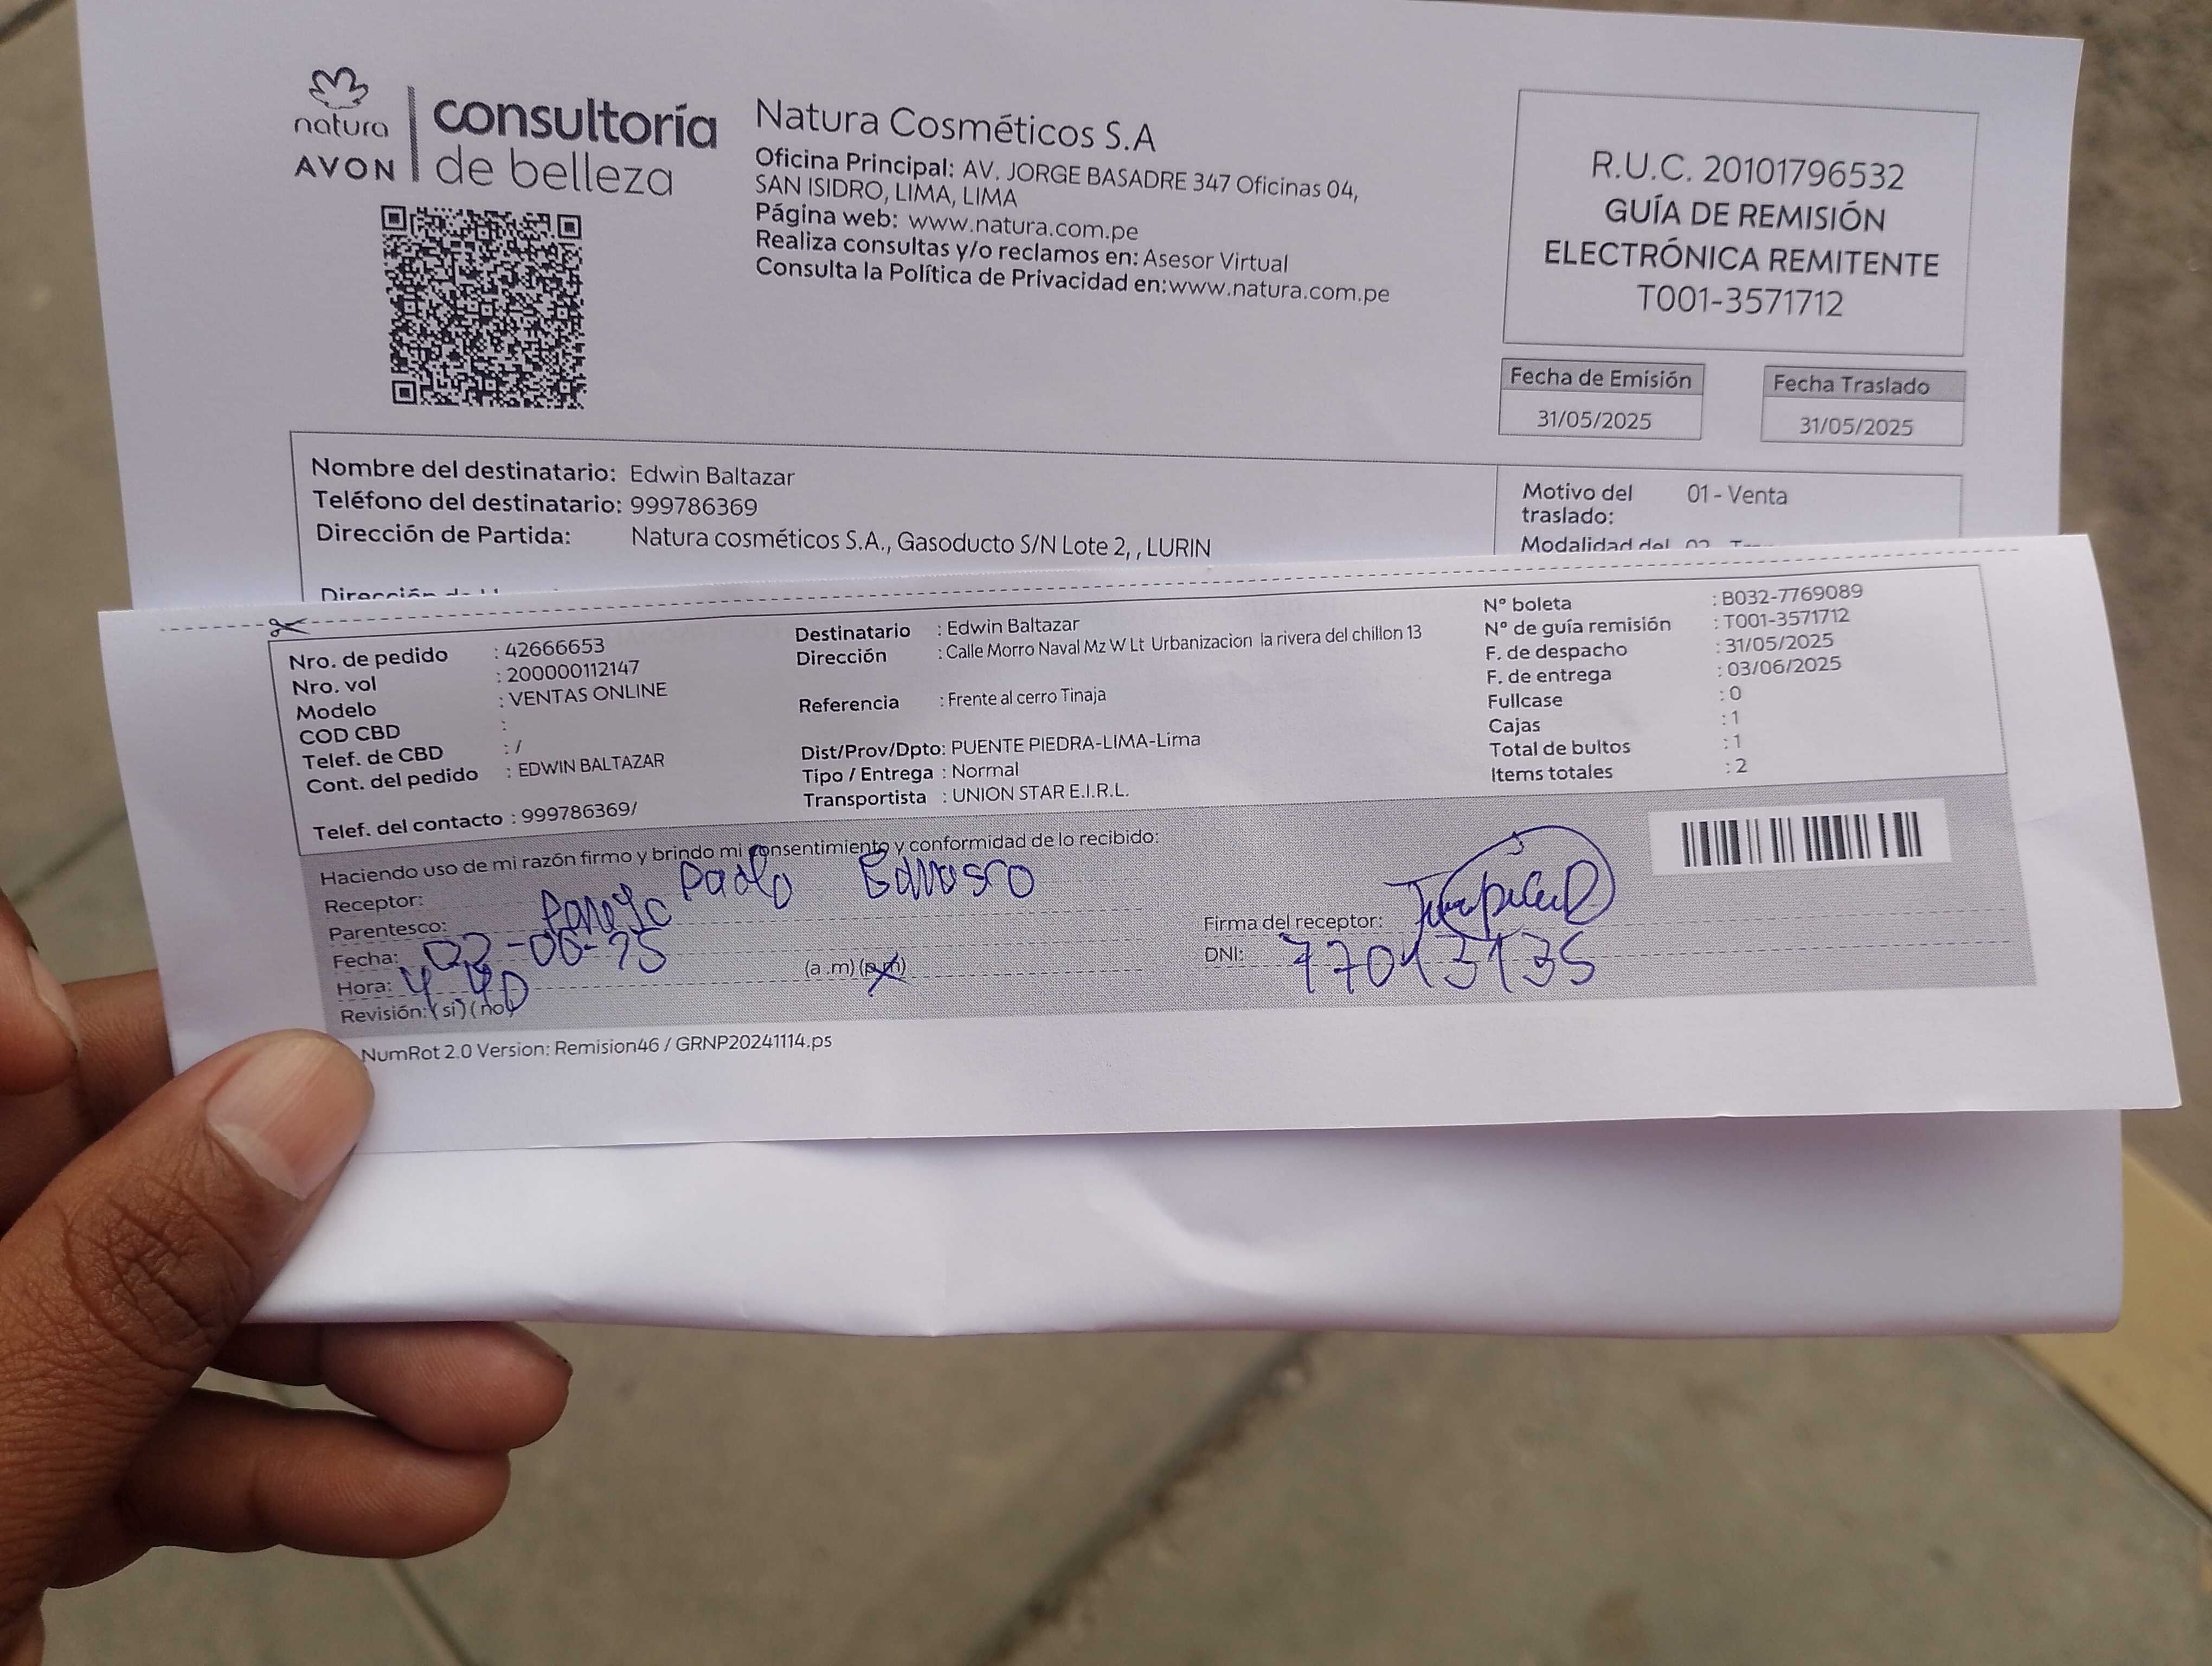 natura
AVON
consultoría
de belleza
Natura Cosméticos S.A
Oficina Principal: AV. JORGE BASADRE 347 Oficinas 04,
SAN ISIDRO, LIMA, LIMA
Página web: www.natura.com.pe
Realiza consultas y/o reclamos en: Asesor Virtual
Consulta la Política de Privacidad en:www.natura.com.pe
R.U.C. 20101796532
GUÍA DE REMISIÓN
ELECTRÓNICA REMITENTE
T001-3571712
Fecha de Emisión
31/05/2025
Fecha Traslado
31/05/2025
Nombre del destinatario: Edwin Baltazar
Teléfono del destinatario: 999786369
Dirección de Partida: Natura cosméticos S.A., Gasoducto S/N Lote 2, , LURIN
Motivo del traslado: 01 - Venta
Modalidad del
Nro. de pedido : 42666653
Nro. vol : 200000112147
Modelo : VENTAS ONLINE
COD CBD :
Telef. de CBD : /
Cont. del pedido : EDWIN BALTAZAR
Telef. del contacto : 999786369/
Destinatario : Edwin Baltazar
Dirección : Calle Morro Naval Mz W Lt Urbanizacion la rivera del chillon 13
Referencia : Frente al cerro Tinaja
Dist/Prov/Dpto: PUENTE PIEDRA-LIMA-Lima
Tipo / Entrega : Normal
Transportista : UNION STAR E.I.R.L.
Nº boleta : B032-7769089
Nº de guía remisión : T001-3571712
F. de despacho : 31/05/2025
F. de entrega : 03/06/2025
Fullcase : 0
Cajas : 1
Total de bultos : 1
Items totales : 2
Haciendo uso de mi razón firmo y brindo mi consentimiento y conformidad de lo recibido:
Receptor: Paolo
Parentesco: Pareja
Fecha:
Hora: 4 40 (a .m) (p.m)
Revisión: (si) (no)
Firma del receptor:
DNI:
NumRot 2.0 Version: Remision46 / GRNP20241114.ps